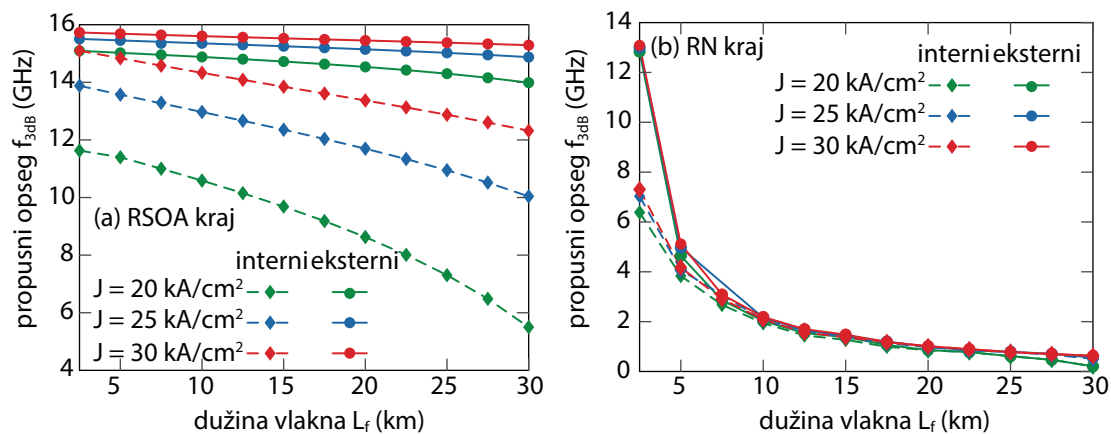 propusni opseg f3dB (GHz)
16
14
12
10
8
6
4
(a) RSOA kraj
interni eksterni
J = 20 kA/cm²
J = 25 kA/cm²
J = 30 kA/cm²
5 10 15 20 25 30
dužina vlakna Lf (km)
propusni opseg f3dB (GHz)
14
12
10
8
6
4
2
0
(b) RN kraj
interni eksterni
J = 20 kA/cm²
J = 25 kA/cm²
J = 30 kA/cm²
5 10 15 20 25 30
dužina vlakna Lf (km)